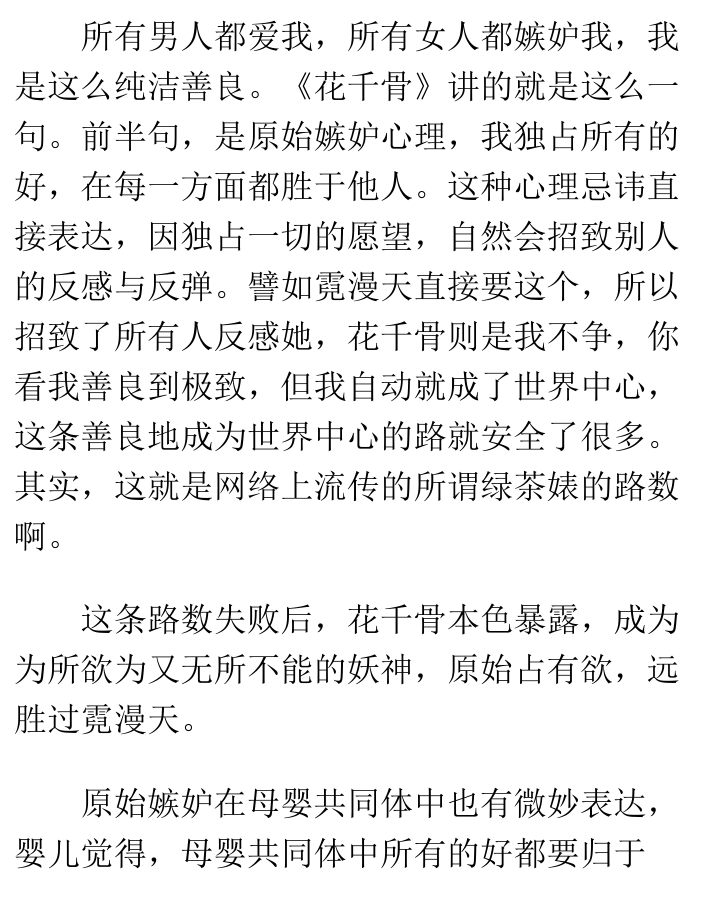 所有男人都爱我，所有女人都嫉妒我，我
是这么纯洁善良。《花千骨》讲的就是这么一
句。前半句，是原始嫉妒心理，我独占所有的
好，在每一方面都胜于他人。这种心理忌讳直
接表达，因独占一切的愿望，自然会招致别人
的反感与反弹。譬如霓漫天直接要这个，所以
招致了所有人反感她，花千骨则是我不争，你
看我善良到极致，但我自动就成了世界中心，
这条善良地成为世界中心的路就安全了很多。
其实，这就是网络上流传的所谓绿茶婊的路数
啊。
这条路数失败后，花千骨本色暴露，成为
为所欲为又无所不能的妖神，原始占有欲，远
胜过霓漫天。
原始嫉妒在母婴共同体中也有微妙表达，
婴儿觉得，母婴共同体中所有的好都要归于